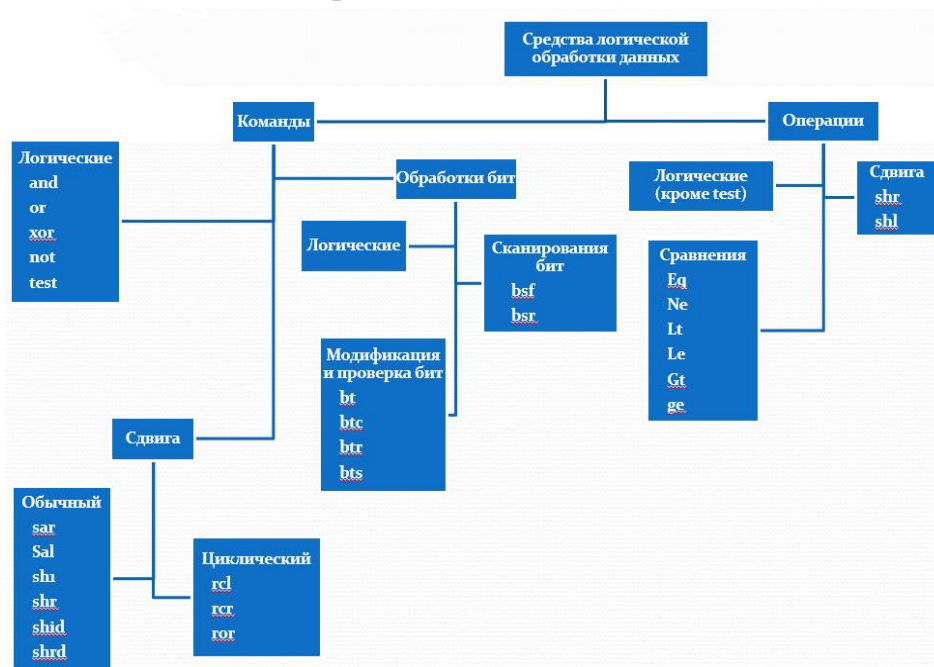 Средства логической
обработки данных
Команды
Операции
Логические
and
or
xor
not
test
Обработки бит
Логические
Сканирования
бит
bsf
bsr
Модификация
и проверка бит
bt
btc
btr
bts
Сдвига
Обычный
sar
Sal
shı
shr
shid
shrd
Циклический
rcl
rcr
ror
Логические
(кроме test)
Сдвига
shr
shl
Сравнения
Eq
Ne
Lt
Le
Gt
ge